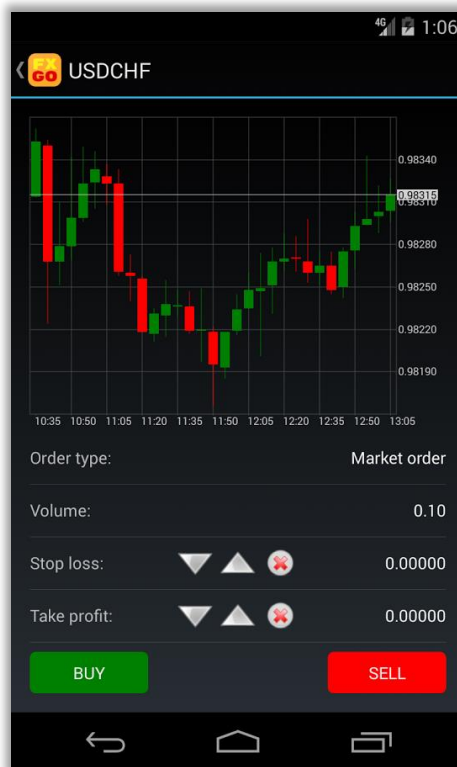 4G 1:06
FX
GO
USDCHF
0.98340
0.98315
0.98310
0.98280
0.98250
0.98220
0.98190
10:35 10:50 11:05 11:20 11:35 11:50 12:05 12:20 12:35 12:50 13:05
Order type: Market order
Volume: 0.10
Stop loss: 0.00000
Take profit: 0.00000
BUY SELL